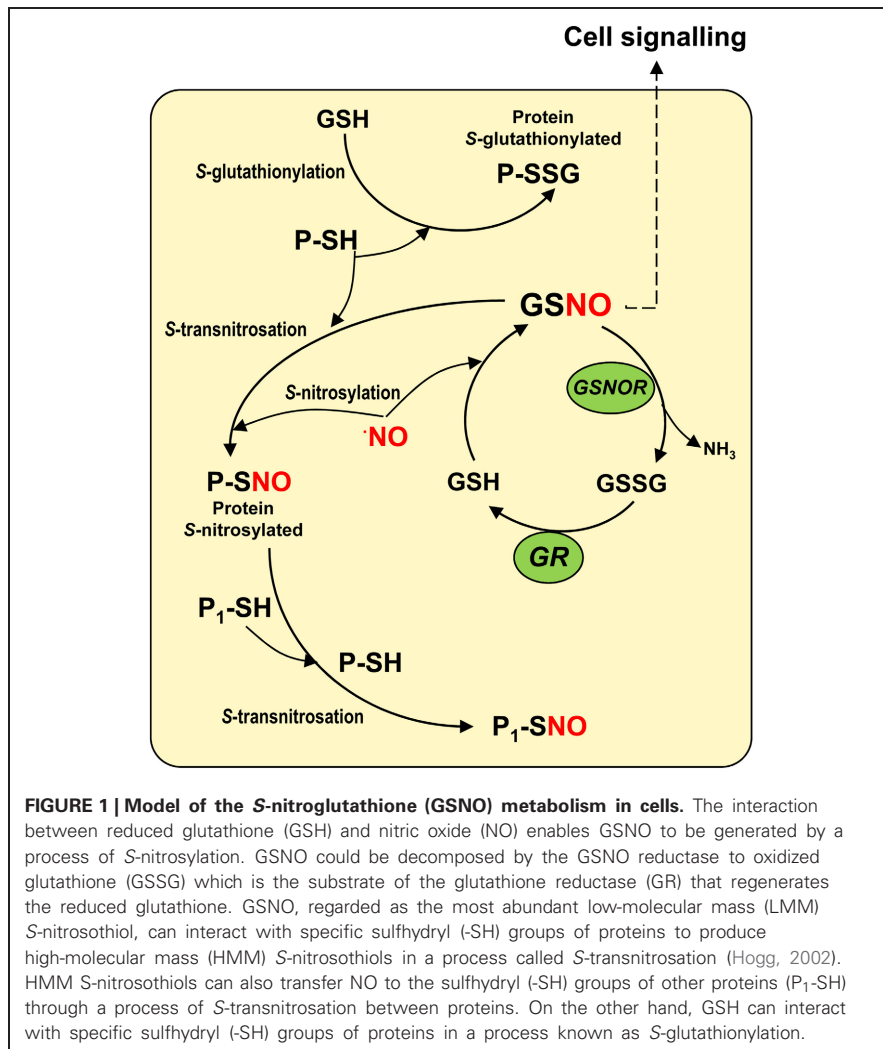 Cell signalling
GSH
Protein
S-glutathionylated
S-glutathionylation
P-SSG
P-SH
GSNO
S-transnitrosation
S-nitrosylation
GSNOR
·NO
NH₃
P-SNO
GSH
GSSG
Protein
S-nitrosylated
GR
P₁-SH
P-SH
S-transnitrosation
P₁-SNO
FIGURE 1 | Model of the S-nitroglutathione (GSNO) metabolism in cells. The interaction
between reduced glutathione (GSH) and nitric oxide (NO) enables GSNO to be generated by a
process of S-nitrosylation. GSNO could be decomposed by the GSNO reductase to oxidized
glutathione (GSSG) which is the substrate of the glutathione reductase (GR) that regenerates
the reduced glutathione. GSNO, regarded as the most abundant low-molecular mass (LMM)
S-nitrosothiol, can interact with specific sulfhydryl (-SH) groups of proteins to produce
high-molecular mass (HMM) S-nitrosothiols in a process called S-transnitrosation (Hogg, 2002).
HMM S-nitrosothiols can also transfer NO to the sulfhydryl (-SH) groups of other proteins (P₁-SH)
through a process of S-transnitrosation between proteins. On the other hand, GSH can interact
with specific sulfhydryl (-SH) groups of proteins in a process known as S-glutathionylation.